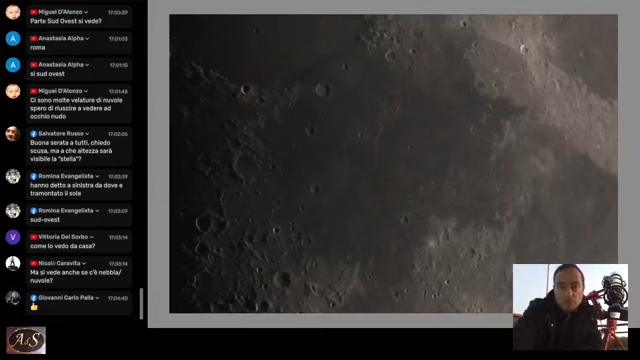 Miguel D'Alonzo 17:00:39
Parte Sud Ovest si vede?
A Anastasia Alpha 17:01:03
roma
A Anastasia Alpha 17:01:15
si sud ovest
Miguel D'Alonzo 17:01:48
Ci sono molte velature di nuvole
spero di riuscire a vedere ad
occhio nudo
Salvatore Russo 17:02:06
Buona serata a tutti, chiedo
scusa, ma a che altezza sarà
visibile la "stella"?
Romina Evangelista 17:02:39
hanno detto a sinistra da dove e
tramontato il sole
Romina Evangelista 17:03:09
sud-ovest
V Vittoria Del Sorbo 17:03:14
come lo vedo da casa?
Nicolò Caravita 17:03:14
Ma si vede anche se c'è nebbia/
nuvole?
Giovanni Carlo Palla 17:04:40
👍
AdS